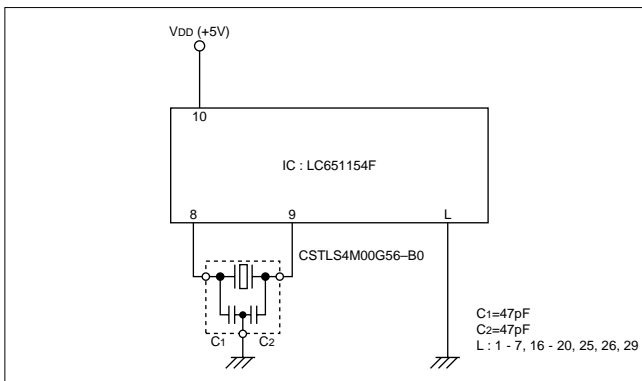 VDD (+5V)
10
IC : LC651154F
8 9 L
CSTLS4M00G56–B0
C1 C2
C1=47pF
C2=47pF
L : 1 - 7, 16 - 20, 25, 26, 29